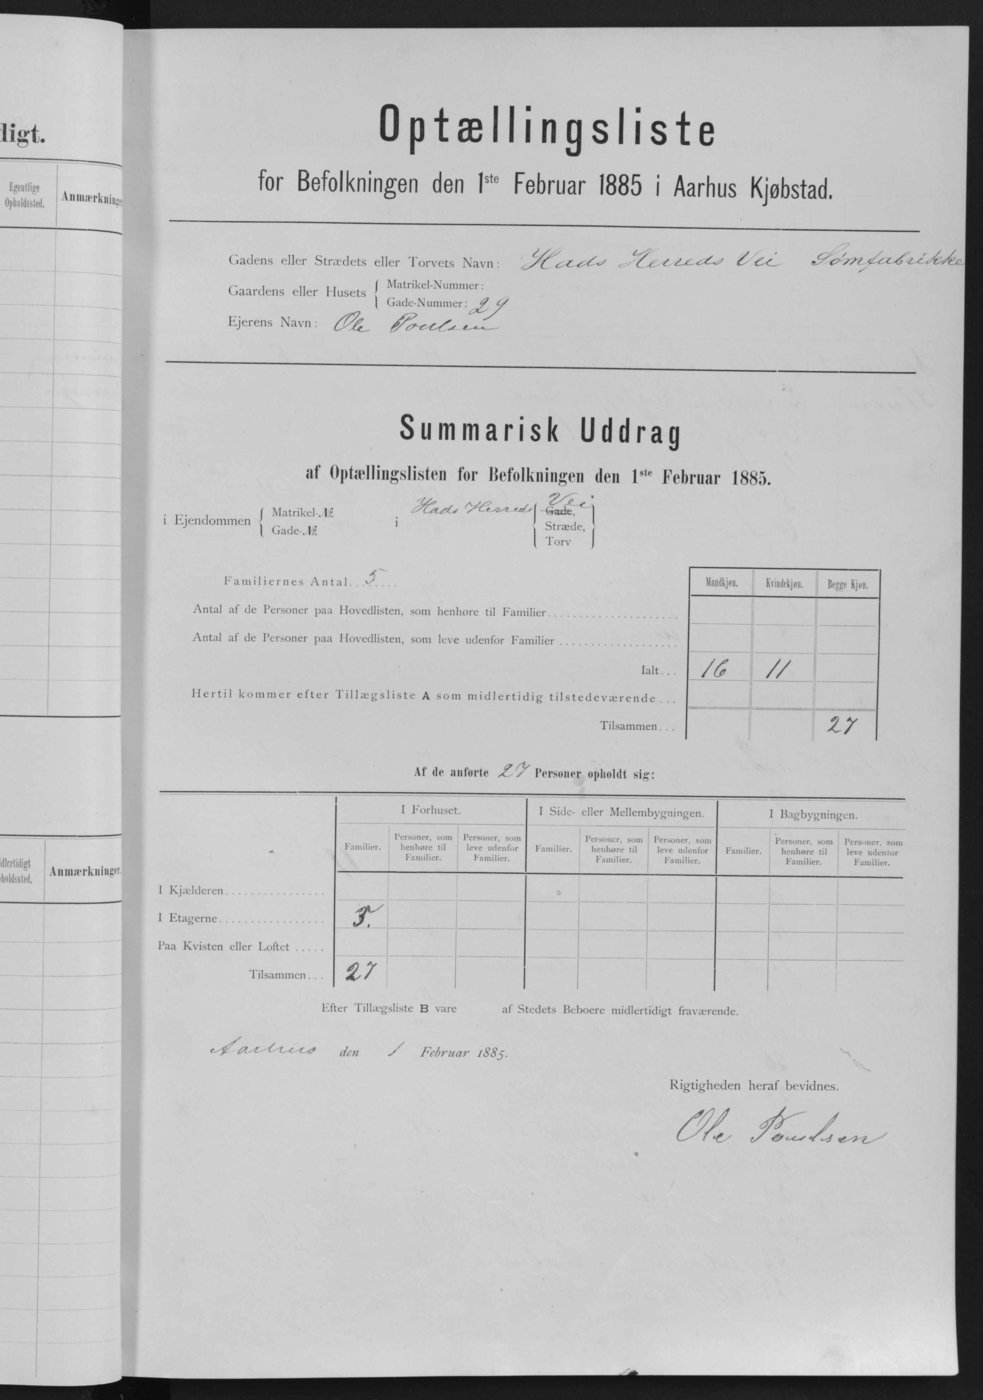 ligt.
Egentlige
Opholdssted.
Anmærkninge
idlertidigt
holdssted.
Anmærkninger.
Optællingsliste
for Befolkningen den 1ste Februar 1885 i Aarhus Kjøbstad.
Gadens eller Strædets eller Torvets Navn: Hads Herreds Vei Sømfabrikke
Gaardens eller Husets { Matrikel-Nummer:
Gade-Nummer: 29
Ejerens Navn: Ole Poulsen
Summarisk Uddrag
af Optællingslisten for Befolkningen den 1ste Februar 1885.
i Ejendommen { Matrikel-№ i Hads Herreds { Vei
Gade-№ Gade,
Stræde,
Torv
Familiernes Antal... 5 ....
Mandkjøn. Kvindekjøn. Begge Kjøn.
Antal af de Personer paa Hovedlisten, som henhøre til Familier....................
Antal af de Personer paa Hovedlisten, som leve udenfor Familier...................
Ialt... 16 11
Hertil kommer efter Tillægsliste A som midlertidig tilstedeværende...
Tilsammen... 27
Af de anførte 27 Personer opholdt sig:
I Forhuset. I Side- eller Mellembygningen. I Bagbygningen.
Familier. Personer, som henhøre til Familier. Personer, som leve udenfor Familier. Familier. Personer, som henhøre til Familier. Personer, som leve udenfor Familier. Familier. Personer, som henhøre til Familier. Personer, som leve udenfor Familier.
I Kjælderen................
I Etagerne................. 5.
Paa Kvisten eller Loftet.....
Tilsammen... 27
Efter Tillægsliste B vare af Stedets Beboere midlertidigt fraværende.
Aarhus den 1 Februar 1885.
Rigtigheden heraf bevidnes.
Ole Poulsen